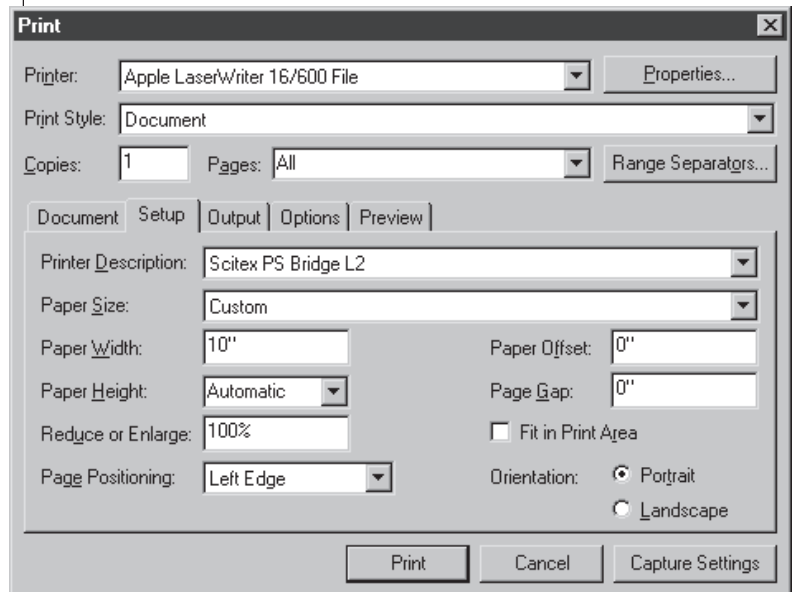 Print
Printer: Apple LaserWriter 16/600 File Properties...
Print Style: Document
Copies: 1 Pages: All Range Separators...
Document Setup Output Options Preview
Printer Description: Scitex PS Bridge L2
Paper Size: Custom
Paper Width: 10" Paper Offset: 0"
Paper Height: Automatic Page Gap: 0"
Reduce or Enlarge: 100% Fit in Print Area
Page Positioning: Left Edge Orientation: Portrait
Landscape
Print Cancel Capture Settings